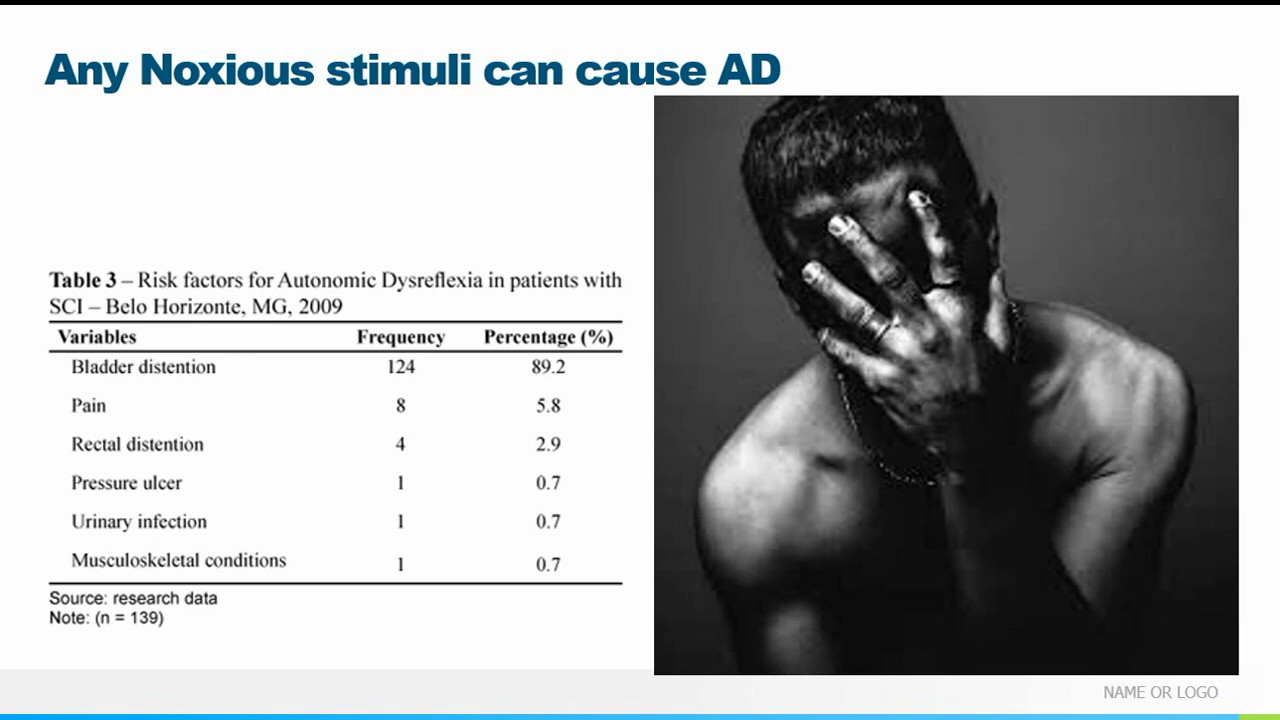 Any Noxious stimuli can cause AD
Table 3 – Risk factors for Autonomic Dysreflexia in patients with
SCI – Belo Horizonte, MG, 2009
Variables Frequency Percentage (%)
Bladder distention 124 89.2
Pain 8 5.8
Rectal distention 4 2.9
Pressure ulcer 1 0.7
Urinary infection 1 0.7
Musculoskeletal conditions 1 0.7
Source: research data
Note: (n = 139)
NAME OR LOGO